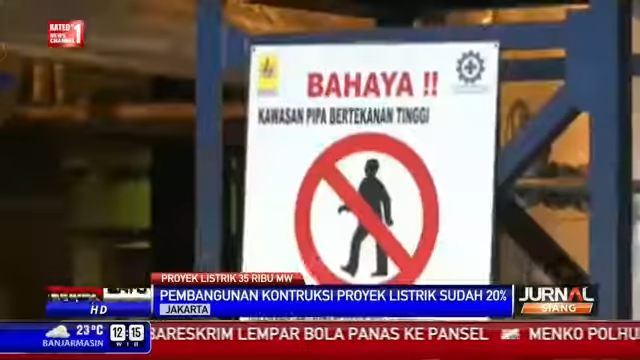 RATED
NEWS
CHANNEL
#1
BAHAYA !!
KAWASAN PIPA BERTEKANAN TINGGI
PROYEK LISTRIK 35 RIBU MW
PEMBANGUNAN KONTRUKSI PROYEK LISTRIK SUDAH 20%
JAKARTA
HD
JURNAL
SIANG
23°C
BANJARMASIN
12:15
WIB
BARESKRIM LEMPAR BOLA PANAS KE PANSEL
MENKO POLHU